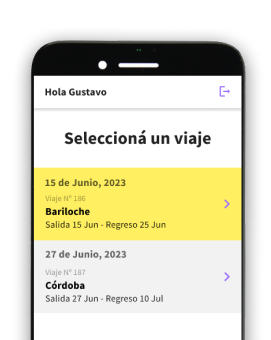 Hola Gustavo
Seleccioná un viaje
15 de Junio, 2023
Viaje N° 186
Bariloche
Salida 15 Jun - Regreso 25 Jun
27 de Junio, 2023
Viaje N° 187
Córdoba
Salida 27 Jun - Regreso 10 Jul